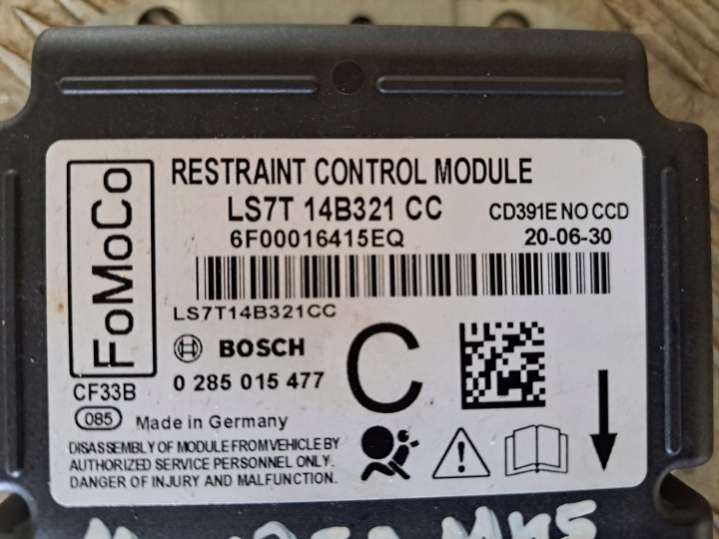 FoMoCo
RESTRAINT CONTROL MODULE
LS7T 14B321 CC CD391E NO CCD
6F00016415EQ 20-06-30
LS7T14B321CC
BOSCH
C
0 285 015 477
CF33B
085 Made in Germany
DISASSEMBLY OF MODULE FROM VEHICLE BY
AUTHORIZED SERVICE PERSONNEL ONLY.
DANGER OF INJURY AND MALFUNCTION.
MK5